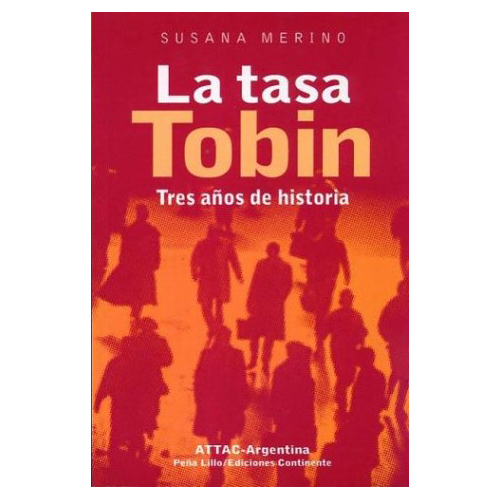 SUSANA MERINO
La tasa
Tobin
Tres años de historia
ATTAC-Argentina
Peña Lillo/Ediciones Continente